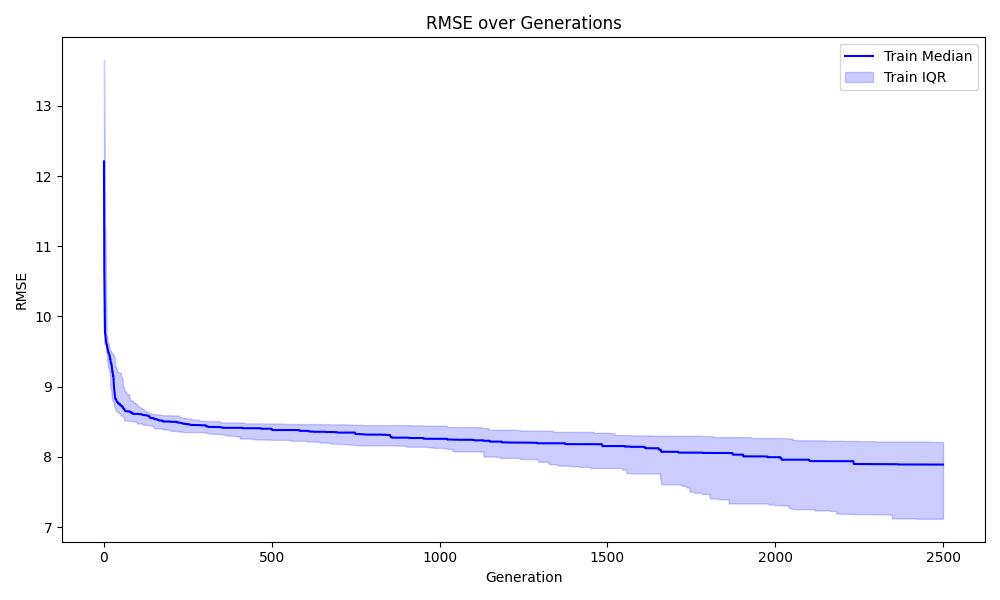 RMSE over Generations
Train Median
Train IQR
RMSE
13
12
11
10
9
8
7
0
500
1000
1500
2000
2500
Generation